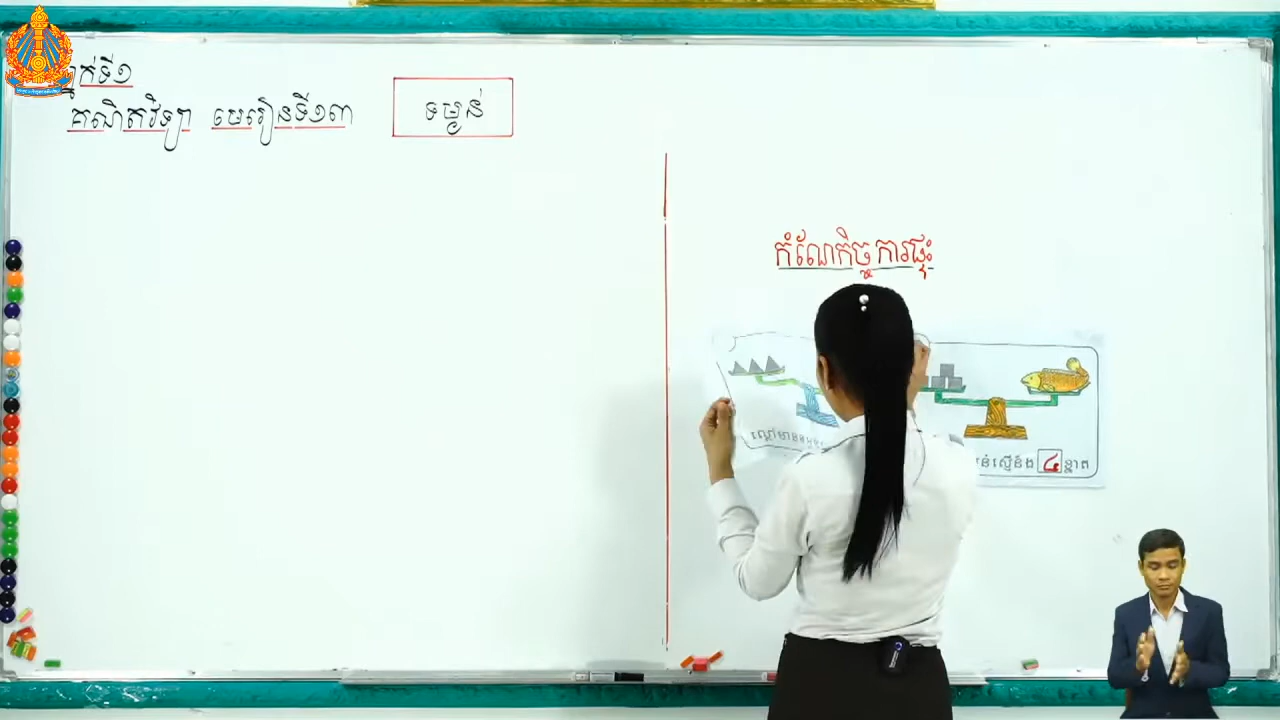 ថ្នាក់ទី១
គណិតវិទ្យា មេរៀនទី១៣
ទម្ងន់
កំណែកិច្ចការផ្ទះ
ស្មើនឹង ៤ ខ្នាត